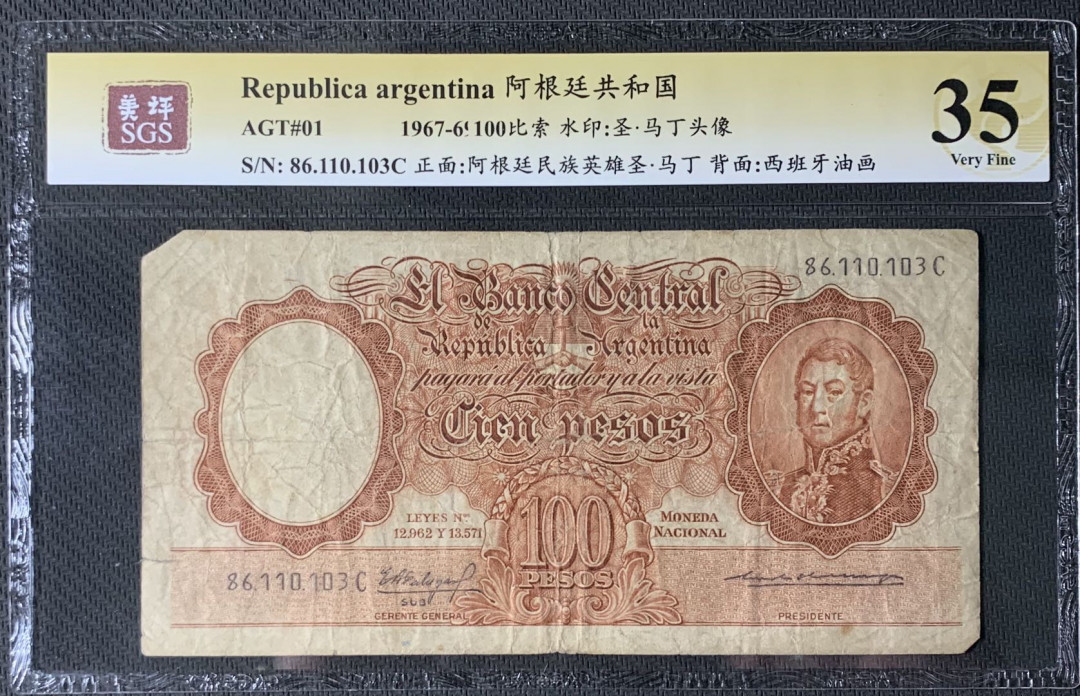 美评
SGS
Republica argentina 阿根廷共和国
AGT#01 1967-69 100比索 水印:圣·马丁头像
S/N: 86.110.103C 正面:阿根廷民族英雄圣·马丁 背面:西班牙油画
35
Very Fine
86.110.103 C
El Banco Central
de la
República Argentina
pagará al portador y a la vista
Cien pesos
LEYES Nos
12.962 Y 13.571
100
PESOS
MONEDA
NACIONAL
86.110.103 C
SUB
GERENTE GENERAL
PRESIDENTE